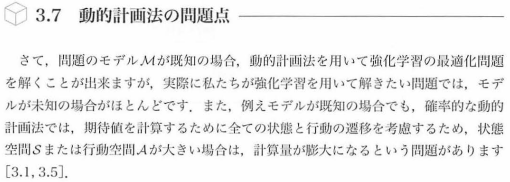 3.7 動的計画法の問題点
さて，問題のモデルMが既知の場合，動的計画法を用いて強化学習の最適化問題
を解くことが出来ますが，実際に私たちが強化学習を用いて解きたい問題では，モデ
ルが未知の場合がほとんどです．また，例えモデルが既知の場合でも，確率的な動的
計画法では，期待値を計算するために全ての状態と行動の遷移を考慮するため，状態
空間Sまたは行動空間Aが大きい場合は，計算量が膨大になるという問題があります
[3.1, 3.5]．